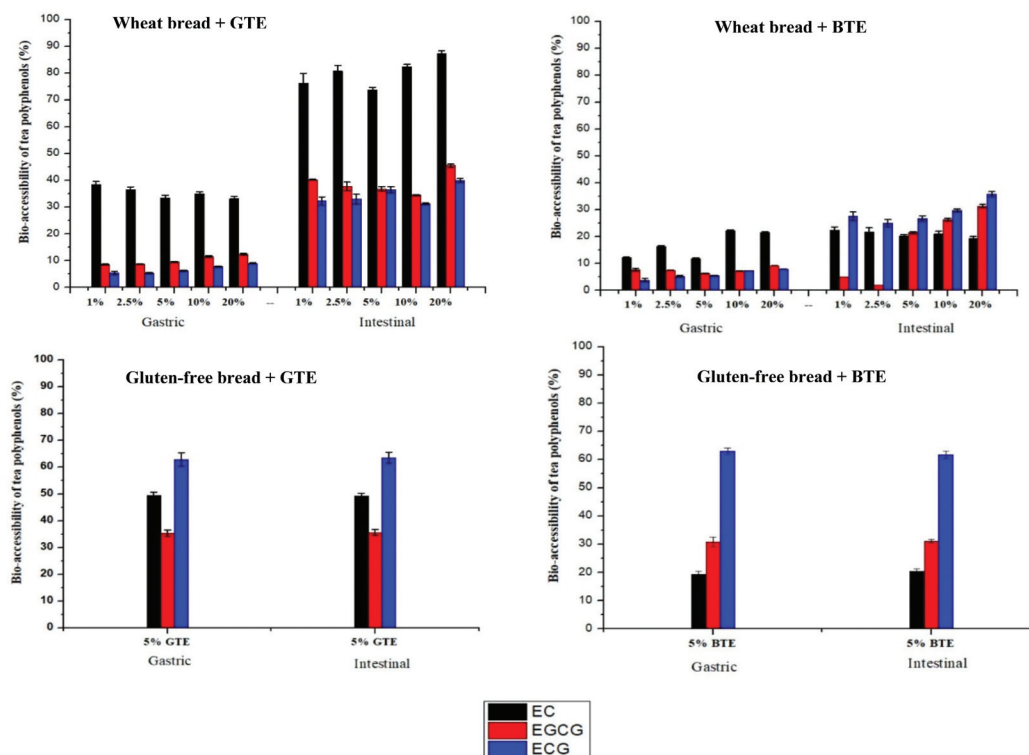 Wheat bread + GTE
Bio-accessibility of tea polyphenols (%)
100
90
80
70
60
50
40
30
20
10
0
1% 2.5% 5% 10% 20% -- 1% 2.5% 5% 10% 20%
Gastric Intestinal
Wheat bread + BTE
Bio-accessibility of tea polyphenols (%)
100
90
80
70
60
50
40
30
20
10
0
1% 2.5% 5% 10% 20% -- 1% 2.5% 5% 10% 20%
Gastric Intestinal
Gluten-free bread + GTE
Bio-accessibility of tea polyphenols (%)
100
90
80
70
60
50
40
30
20
10
0
5% GTE 5% GTE
Gastric Intestinal
Gluten-free bread + BTE
Bio-accessibility of tea polyphenols (%)
100
90
80
70
60
50
40
30
20
10
0
5% BTE 5% BTE
Gastric Intestinal
EC
EGCG
ECG